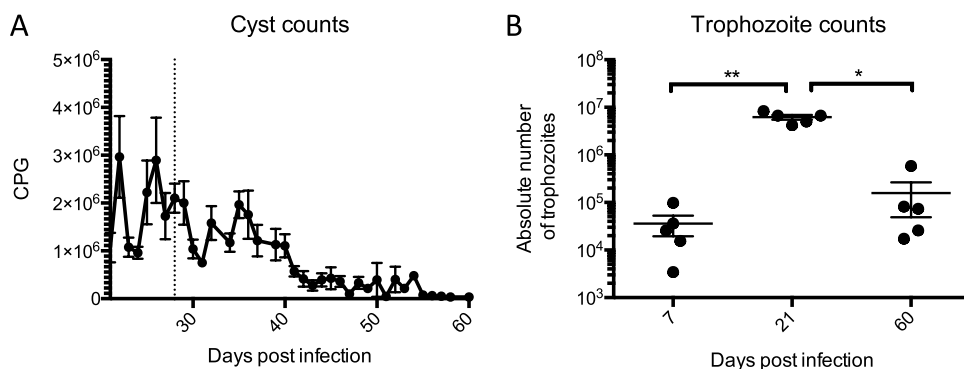 A
Cyst counts
5×10⁶
4×10⁶
3×10⁶
2×10⁶
1×10⁶
0
CPG
30
40
50
60
Days post infection
B
Trophozoite counts
10⁸
10⁷
10⁶
10⁵
10⁴
10³
Absolute number
of trophozoites
**
*
7
21
60
Days post infection